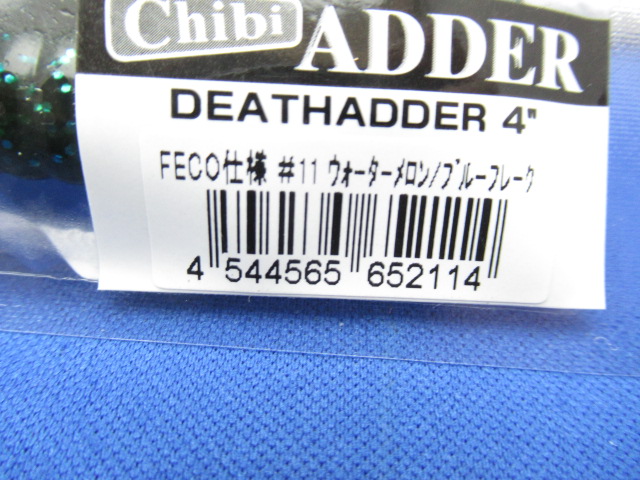 Chibi ADDER
DEATHADDER 4"
FECO仕様 #11 ウォーターメロン/ブルーフレーク
4 544565 652114